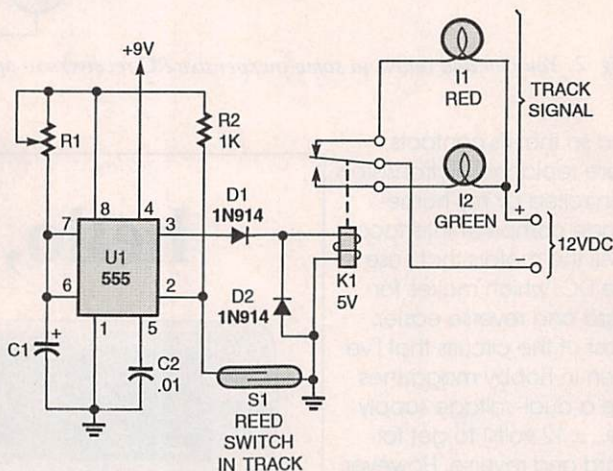 +9V
R1
R2
1K
I1
RED
TRACK
SIGNAL
I2
GREEN
D1
1N914
D2
1N914
K1
5V
+
12VDC
7
8
4
3
U1
555
6
2
1
5
C1
+
C2
.01
S1
REED
SWITCH
IN TRACK